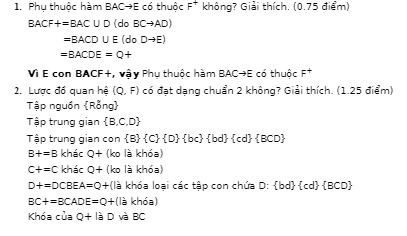 1. Phụ thuộc hàm BAC→E có thuộc F⁺ không? Giải thích. (0.75 điểm)
BACF+=BAC U D (do BC→AD)
=BACD U E (do D→E)
=BACDE = Q+
Vì E con BACF+, vậy Phụ thuộc hàm BAC→E có thuộc F⁺
2. Lược đồ quan hệ (Q, F) có đạt dạng chuẩn 2 không? Giải thích. (1.25 điểm)
Tập nguồn {Rỗng}
Tập trung gian {B,C,D}
Tập trung gian con {B} {C} {D} {bc} {bd} {cd} {BCD}
B+=B khác Q+ (ko là khóa)
C+=C khác Q+ (ko là khóa)
D+=DCBEA=Q+(là khóa loại các tập con chứa D: {bd} {cd} {BCD}
BC+=BCADE=Q+(là khóa)
Khóa của Q+ là D và BC